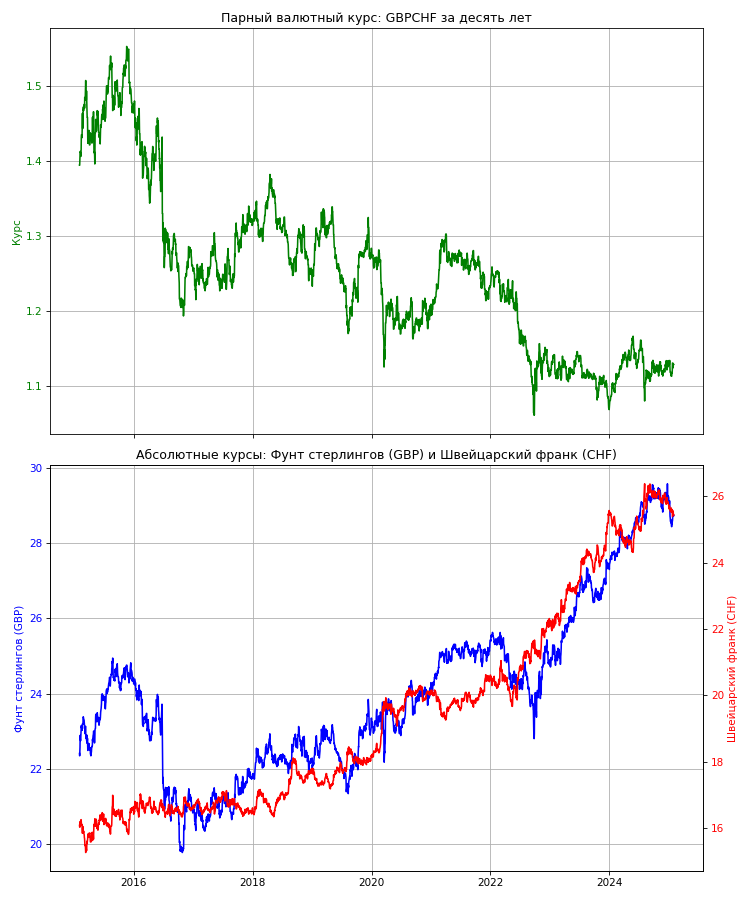 Парный валютный курс: GBPCHF за десять лет
1.5
1.4
1.3
1.2
1.1
Курс
Абсолютные курсы: Фунт стерлингов (GBP) и Швейцарский франк (CHF)
30
28
26
24
22
20
Фунт стерлингов (GBP)
26
24
22
20
18
16
Швейцарский франк (CHF)
2016 2018 2020 2022 2024